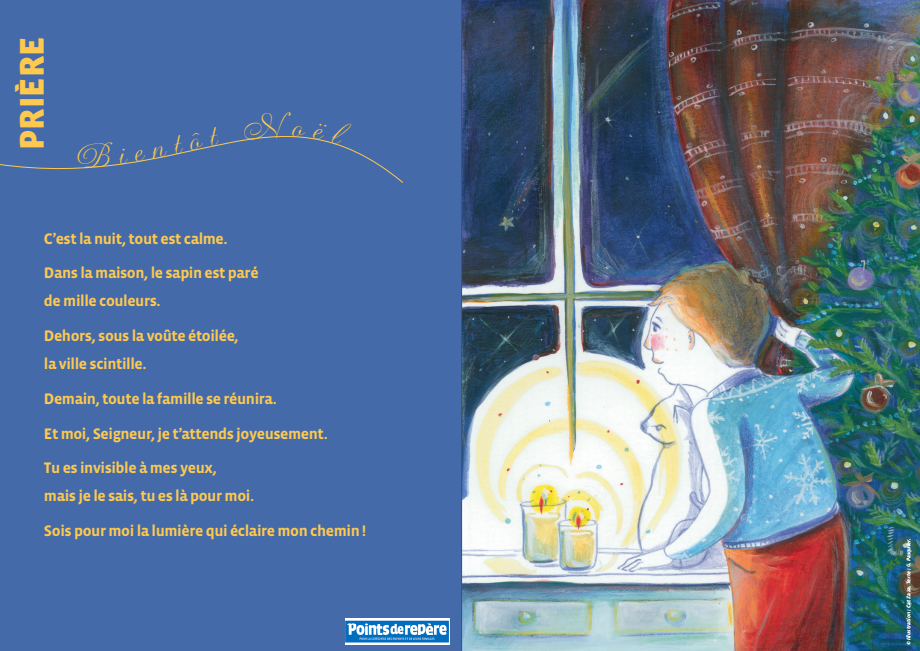 PRIÈRE
Bientôt Noël
C'est la nuit, tout est calme.
Dans la maison, le sapin est paré
de mille couleurs.
Dehors, sous la voûte étoilée,
la ville scintille.
Demain, toute la famille se réunira.
Et moi, Seigneur, je t'attends joyeusement.
Tu es invisible à mes yeux,
mais je le sais, tu es là pour moi.
Sois pour moi la lumière qui éclaire mon chemin !
Points de repère